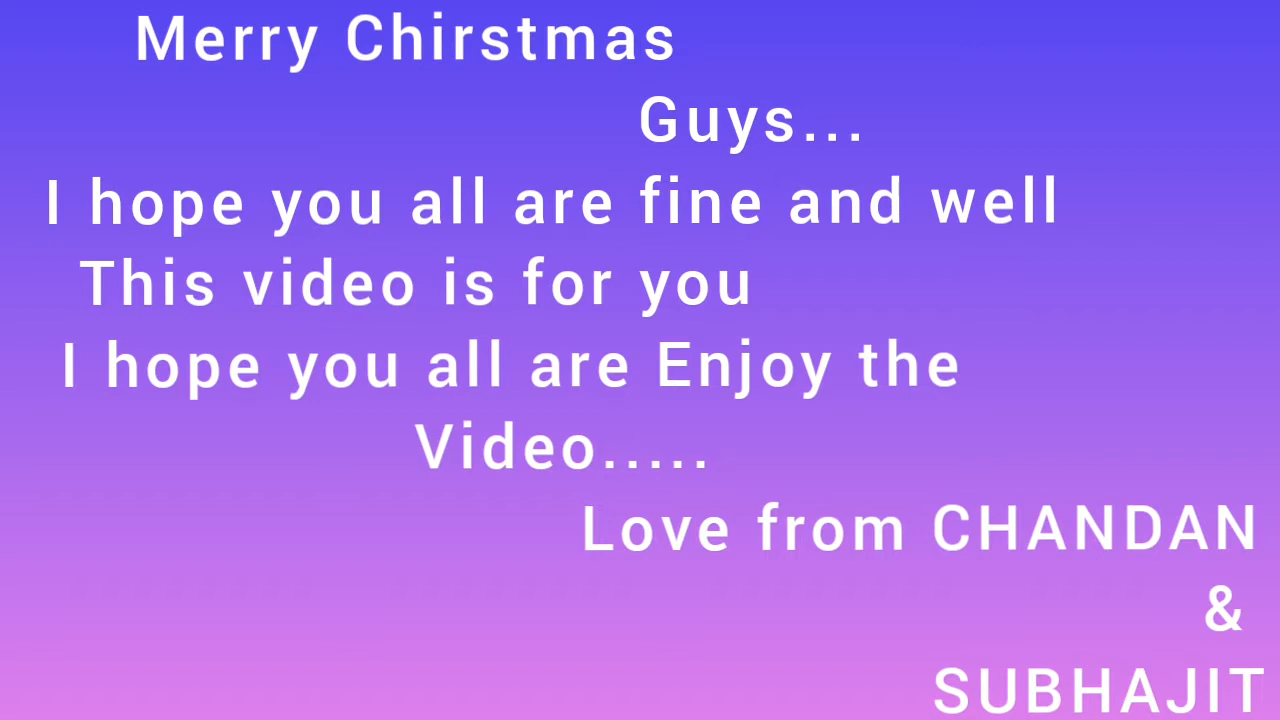 Merry Chirstmas
Guys...
I hope you all are fine and well
This video is for you
I hope you all are Enjoy the
Video.....
Love from CHANDAN
&
SUBHAJIT